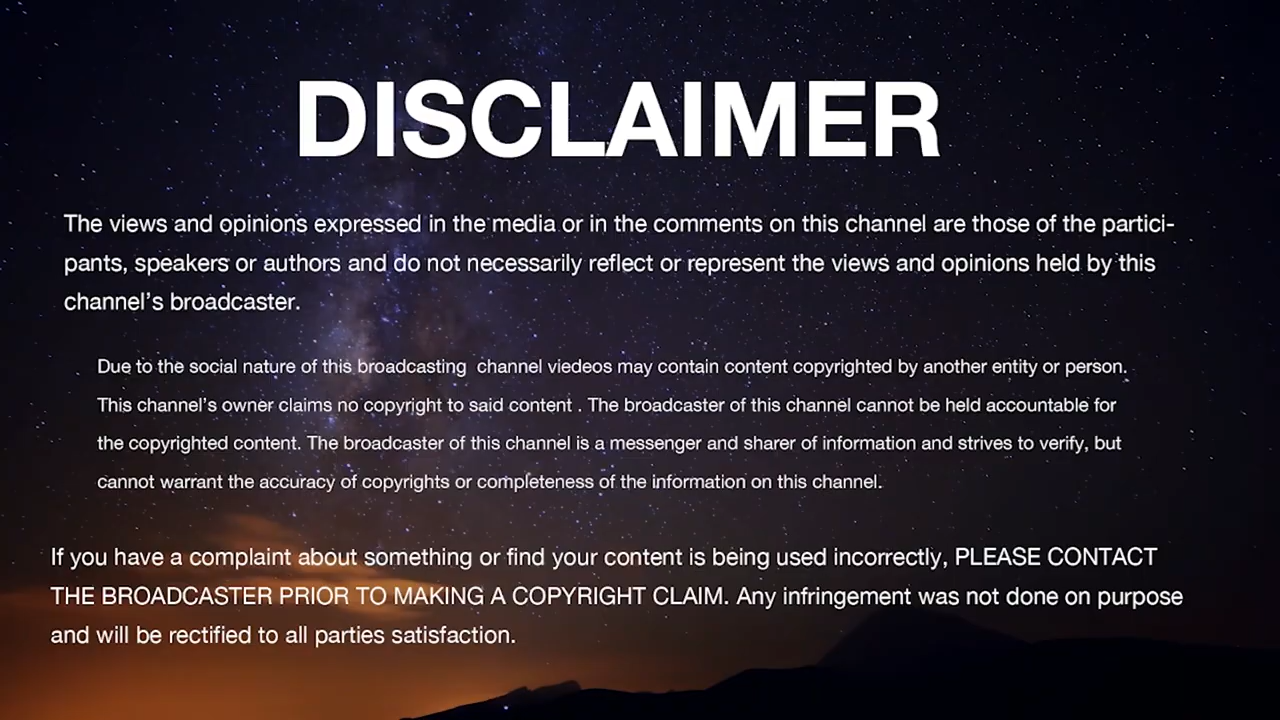 DISCLAIMER
The views and opinions expressed in the media or in the comments on this channel are those of the partici-
pants, speakers or authors and do not necessarily reflect or represent the views and opinions held by this
channel's broadcaster.
Due to the social nature of this broadcasting  channel viedeos may contain content copyrighted by another entity or person.
This channel's owner claims no copyright to said content . The broadcaster of this channel cannot be held accountable for
the copyrighted content. The broadcaster of this channel is a messenger and sharer of information and strives to verify, but
cannot warrant the accuracy of copyrights or completeness of the information on this channel.
If you have a complaint about something or find your content is being used incorrectly, PLEASE CONTACT
THE BROADCASTER PRIOR TO MAKING A COPYRIGHT CLAIM. Any infringement was not done on purpose
and will be rectified to all parties satisfaction.